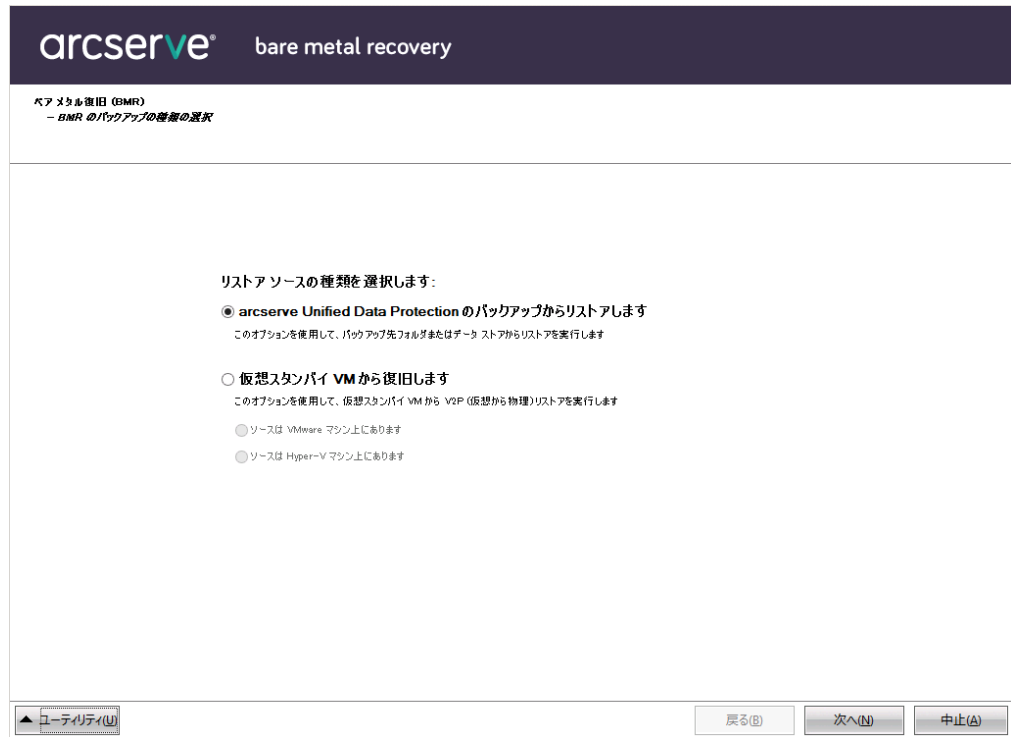 arcserve® bare metal recovery
ベア メタル復旧 (BMR)
– BMR のバックアップの種類の選択
リストア ソースの種類を選択します:
arcserve Unified Data Protection のバックアップからリストアします
このオプションを使用して、バックアップ先フォルダまたはデータ ストアからリストアを実行します
仮想スタンバイ VM から復旧します
このオプションを使用して、仮想スタンバイ VM から V2P (仮想から物理)リストアを実行します
ソースは VMware マシン上にあります
ソースは Hyper-V マシン上にあります
ユーティリティ(U) 戻る(B) 次へ(N) 中止(A)